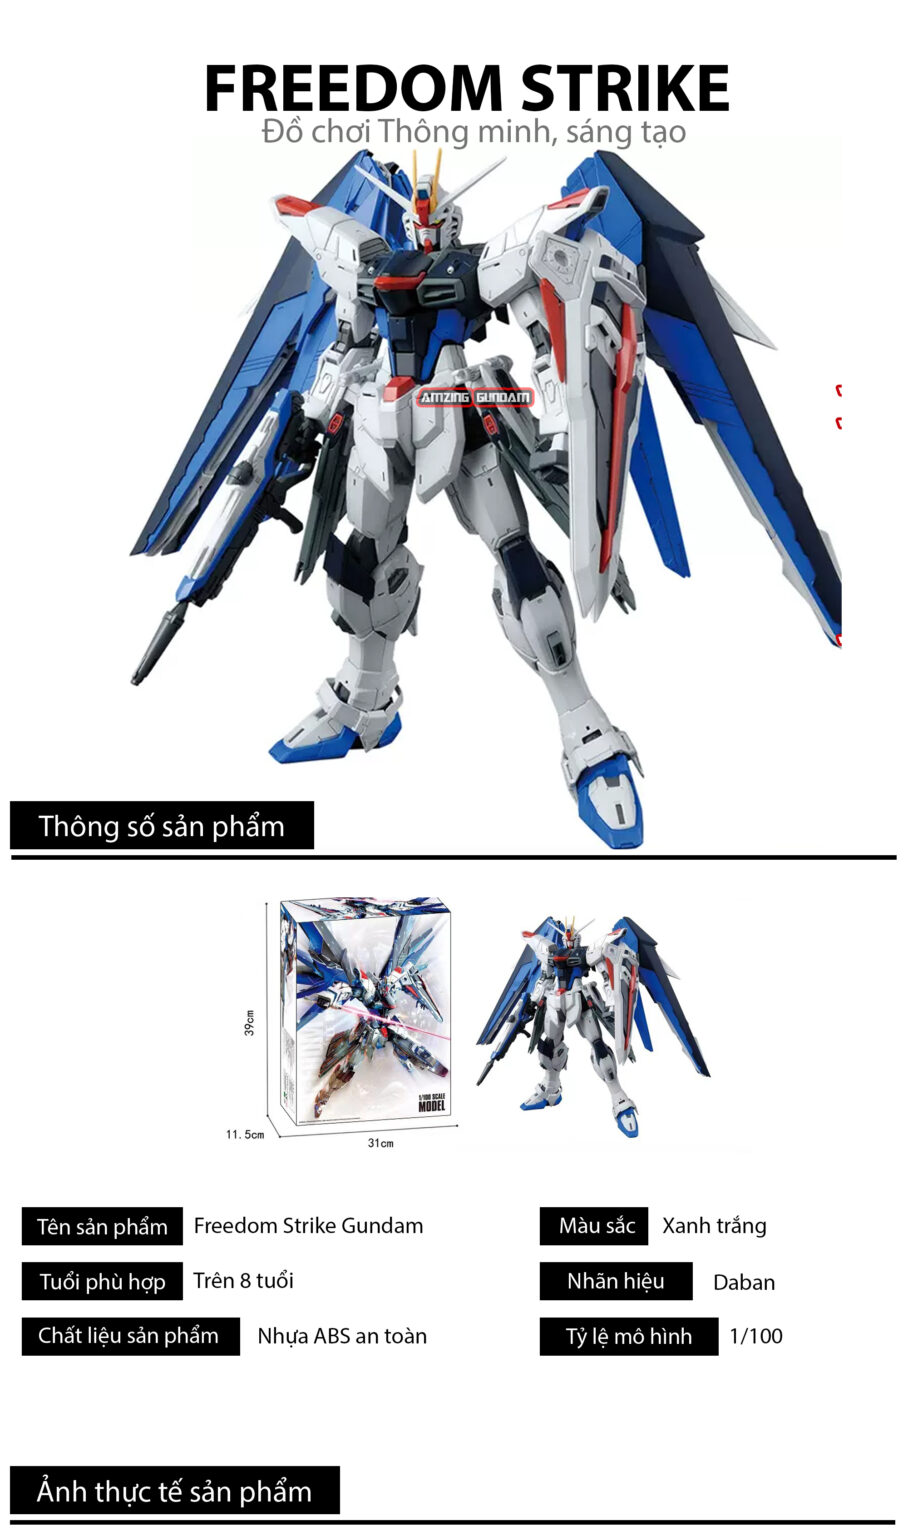 FREEDOM STRIKE
Đồ chơi Thông minh, sáng tạo
AMZING GUNDAM
Thông số sản phẩm
39cm
1/100 SCALE
MODEL
11.5cm
31cm
Tên sản phẩm Freedom Strike Gundam
Màu sắc Xanh trắng
Tuổi phù hợp Trên 8 tuổi
Nhãn hiệu Daban
Chất liệu sản phẩm Nhựa ABS an toàn
Tỷ lệ mô hình 1/100
Ảnh thực tế sản phẩm